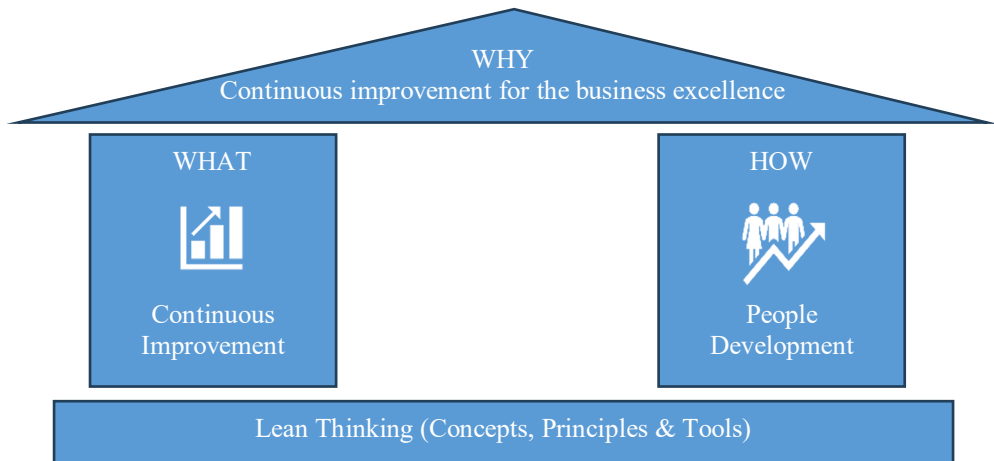 WHY
Continuous improvement for the business excellence
WHAT
Continuous
Improvement
HOW
People
Development
Lean Thinking (Concepts, Principles & Tools)